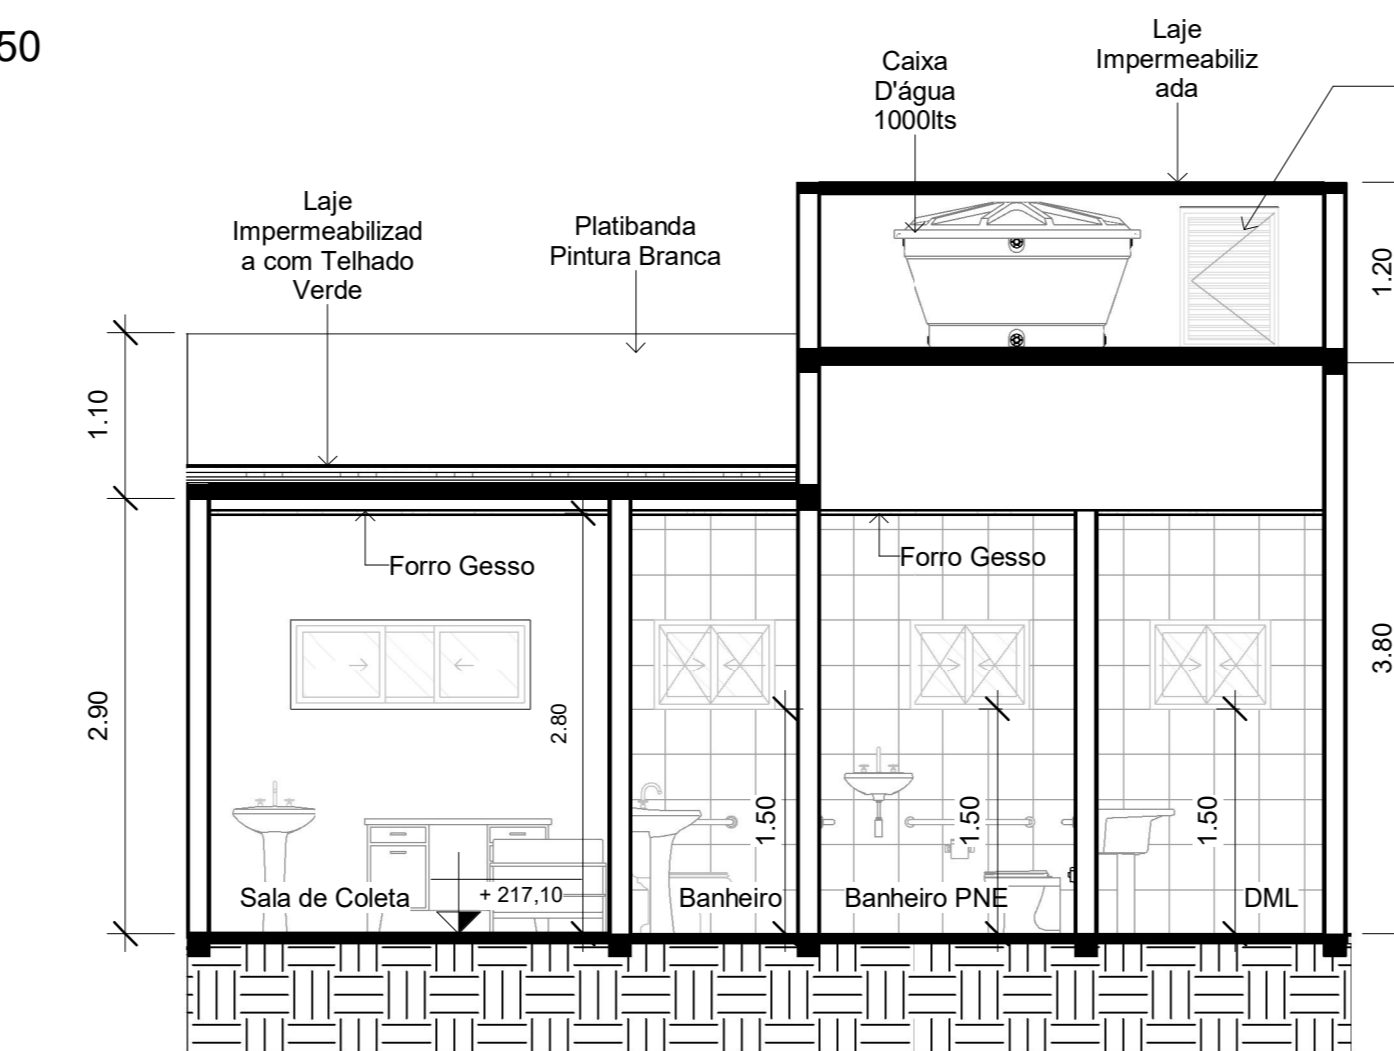 50
Laje
Impermeabiliz
ada
Caixa
D'água
1000lts
Laje
Impermeabilizad
a com Telhado
Verde
Platibanda
Pintura Branca
1.20
1.10
Forro Gesso
Forro Gesso
3.80
2.90
2.80
1.50
1.50
1.50
Sala de Coleta
+ 217,10
Banheiro
Banheiro PNE
DML